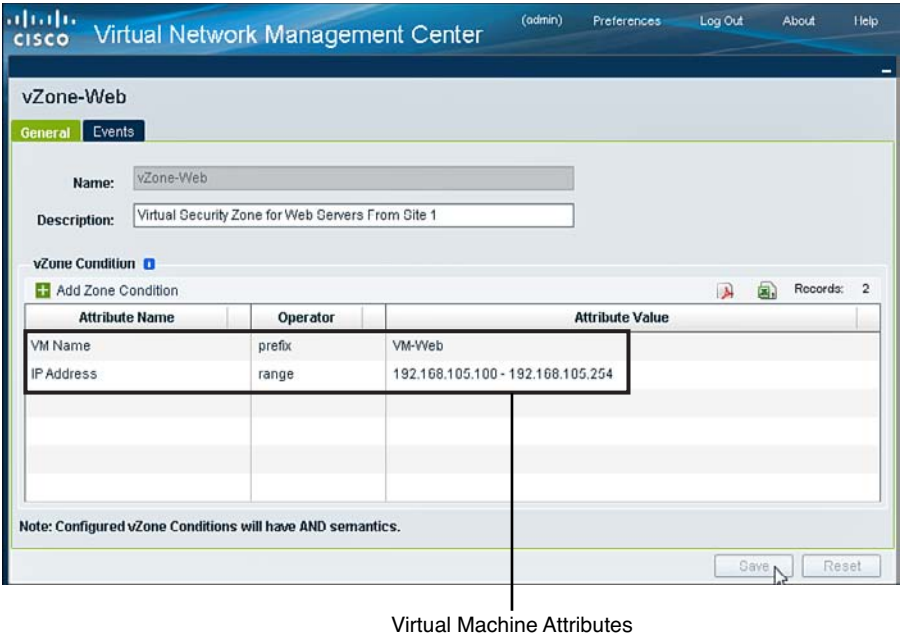 CISCO Virtual Network Management Center (admin) Preferences Log Out About Help
vZone-Web
General Events
Name: vZone-Web
Description: Virtual Security Zone for Web Servers From Site 1
vZone Condition i
Add Zone Condition Records: 2
Attribute Name Operator Attribute Value
VM Name prefix VM-Web
IP Address range 192.168.105.100 - 192.168.105.254
Note: Configured vZone Conditions will have AND semantics.
Save Reset
Virtual Machine Attributes